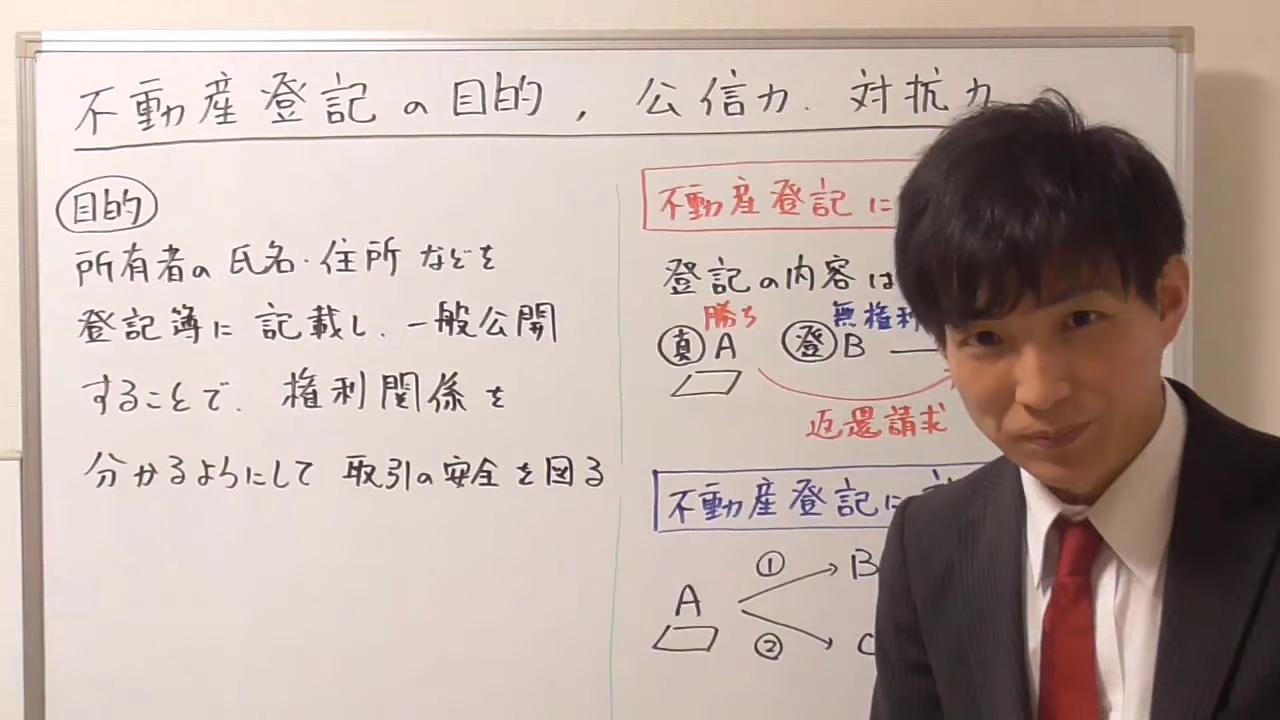 不動産登記の目的,公信力.対抗力
目的
所有者の氏名・住所などを
登記簿に記載し、一般公開
することで、権利関係を
分かるようにして取引の安全を図る
不動産登記に
登記の内容は
勝ち 無権利
真 A 登 B
返還請求
不動産登記に
① B
A
② C